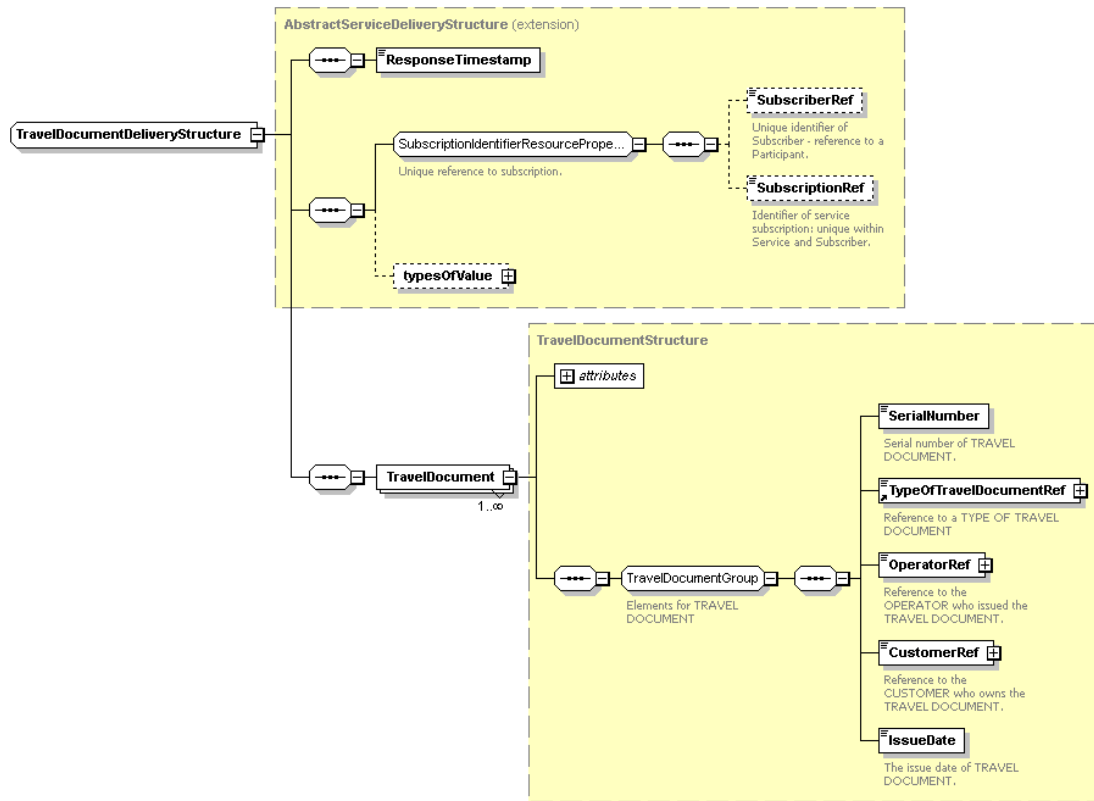 AbstractServiceDeliveryStructure (extension)
ResponseTimestamp
TravelDocumentDeliveryStructure
SubscriptionIdentifierResourcePrope...
Unique reference to subscription.
SubscriberRef
Unique identifier of
Subscriber - reference to a
Participant.
SubscriptionRef
Identifier of service
subscription: unique within
Service and Subscriber.
typesOfValue
TravelDocumentStructure
attributes
TravelDocument
1..∞
TravelDocumentGroup
Elements for TRAVEL
DOCUMENT
SerialNumber
Serial number of TRAVEL
DOCUMENT.
TypeOfTravelDocumentRef
Reference to a TYPE OF TRAVEL
DOCUMENT
OperatorRef
Reference to the
OPERATOR who issued the
TRAVEL DOCUMENT.
CustomerRef
Reference to the
CUSTOMER who owns the
TRAVEL DOCUMENT.
IssueDate
The issue date of TRAVEL
DOCUMENT.